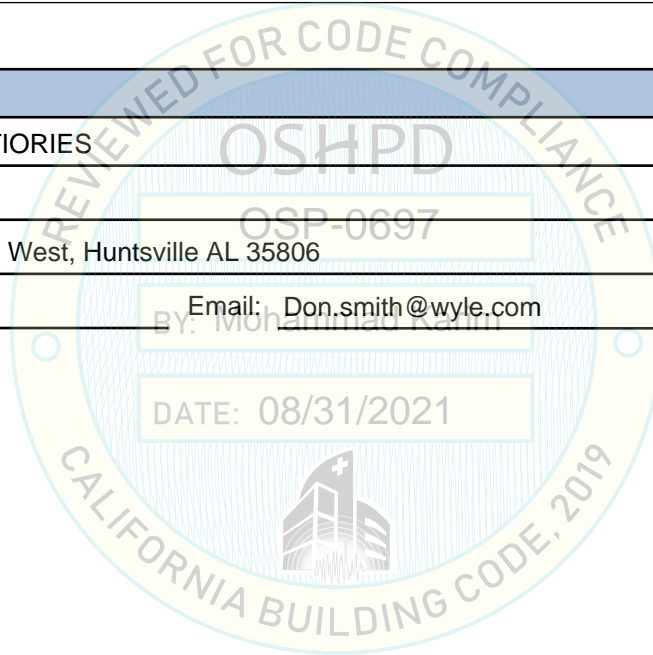 REVIEWED FOR CODE COMPLIANCE
TIORIES
OSHPD
OSP-0697
West, Huntsville AL 35806
Email: Don.smith@wyle.com
BY: Mohammad Karim
DATE: 08/31/2021
CALIFORNIA BUILDING CODE, 2019